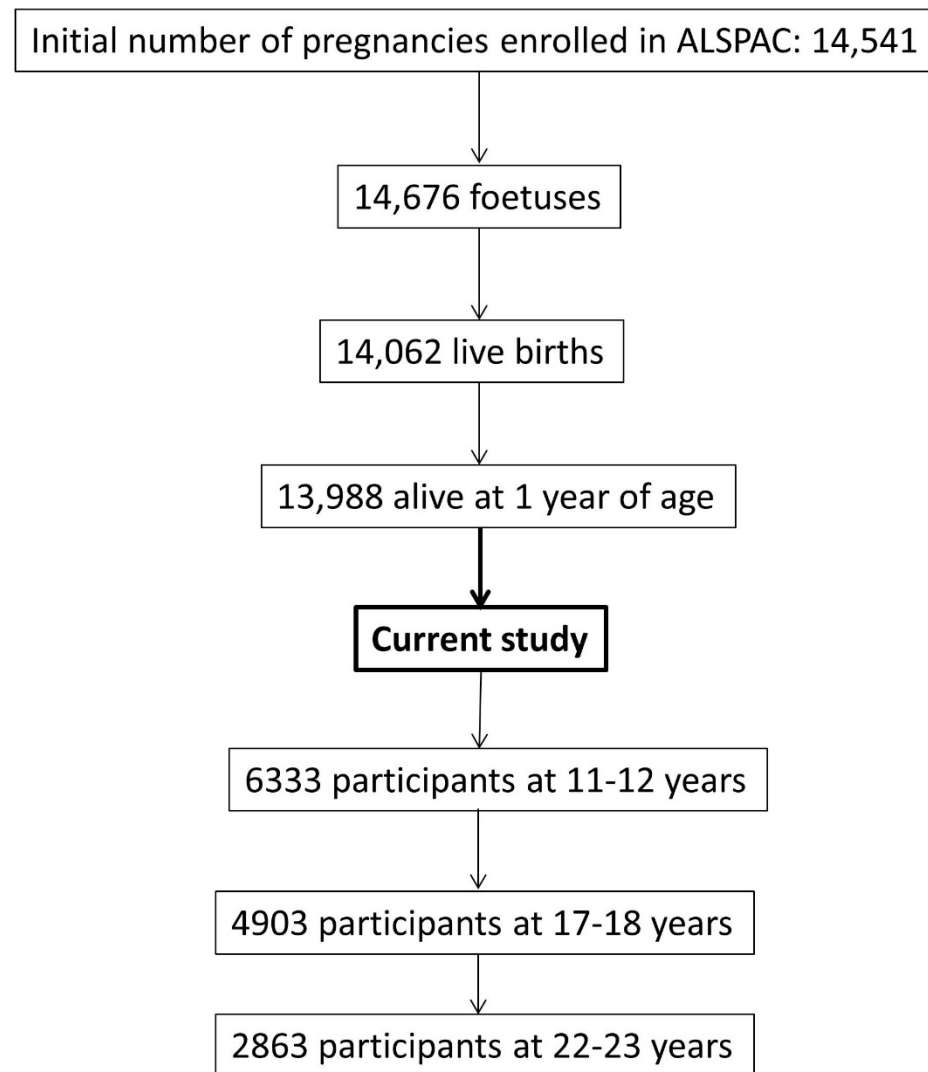 Initial number of pregnancies enrolled in ALSPAC: 14,541
14,676 foetuses
14,062 live births
13,988 alive at 1 year of age
Current study
6333 participants at 11-12 years
4903 participants at 17-18 years
2863 participants at 22-23 years